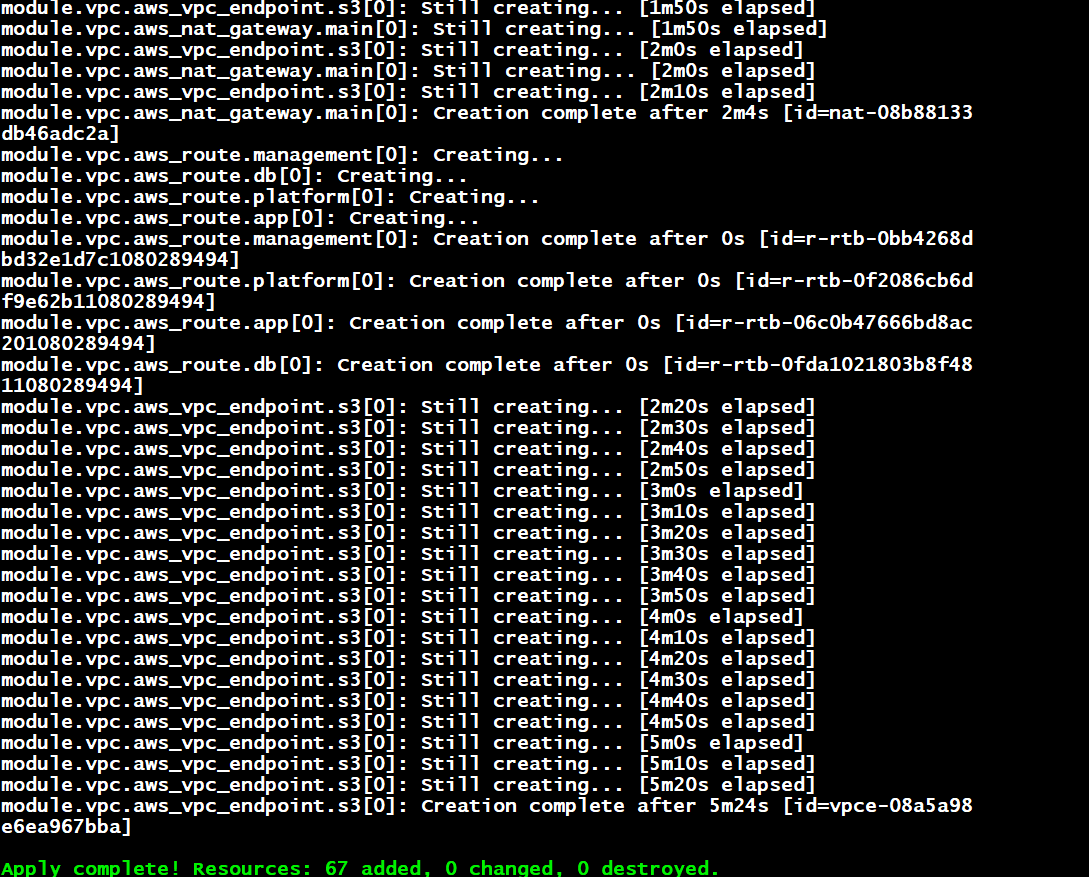 module.vpc.aws_vpc_endpoint.s3[0]: Still creating... [1m50s elapsed]
module.vpc.aws_nat_gateway.main[0]: Still creating... [1m50s elapsed]
module.vpc.aws_vpc_endpoint.s3[0]: Still creating... [2m0s elapsed]
module.vpc.aws_nat_gateway.main[0]: Still creating... [2m0s elapsed]
module.vpc.aws_vpc_endpoint.s3[0]: Still creating... [2m10s elapsed]
module.vpc.aws_nat_gateway.main[0]: Creation complete after 2m4s [id=nat-08b88133
db46adc2a]
module.vpc.aws_route.management[0]: Creating...
module.vpc.aws_route.db[0]: Creating...
module.vpc.aws_route.platform[0]: Creating...
module.vpc.aws_route.app[0]: Creating...
module.vpc.aws_route.management[0]: Creation complete after 0s [id=r-rtb-0bb4268d
bd32e1d7c1080289494]
module.vpc.aws_route.platform[0]: Creation complete after 0s [id=r-rtb-0f2086cb6d
f9e62b11080289494]
module.vpc.aws_route.app[0]: Creation complete after 0s [id=r-rtb-06c0b47666bd8ac
201080289494]
module.vpc.aws_route.db[0]: Creation complete after 0s [id=r-rtb-0fda1021803b8f48
11080289494]
module.vpc.aws_vpc_endpoint.s3[0]: Still creating... [2m20s elapsed]
module.vpc.aws_vpc_endpoint.s3[0]: Still creating... [2m30s elapsed]
module.vpc.aws_vpc_endpoint.s3[0]: Still creating... [2m40s elapsed]
module.vpc.aws_vpc_endpoint.s3[0]: Still creating... [2m50s elapsed]
module.vpc.aws_vpc_endpoint.s3[0]: Still creating... [3m0s elapsed]
module.vpc.aws_vpc_endpoint.s3[0]: Still creating... [3m10s elapsed]
module.vpc.aws_vpc_endpoint.s3[0]: Still creating... [3m20s elapsed]
module.vpc.aws_vpc_endpoint.s3[0]: Still creating... [3m30s elapsed]
module.vpc.aws_vpc_endpoint.s3[0]: Still creating... [3m40s elapsed]
module.vpc.aws_vpc_endpoint.s3[0]: Still creating... [3m50s elapsed]
module.vpc.aws_vpc_endpoint.s3[0]: Still creating... [4m0s elapsed]
module.vpc.aws_vpc_endpoint.s3[0]: Still creating... [4m10s elapsed]
module.vpc.aws_vpc_endpoint.s3[0]: Still creating... [4m20s elapsed]
module.vpc.aws_vpc_endpoint.s3[0]: Still creating... [4m30s elapsed]
module.vpc.aws_vpc_endpoint.s3[0]: Still creating... [4m40s elapsed]
module.vpc.aws_vpc_endpoint.s3[0]: Still creating... [4m50s elapsed]
module.vpc.aws_vpc_endpoint.s3[0]: Still creating... [5m0s elapsed]
module.vpc.aws_vpc_endpoint.s3[0]: Still creating... [5m10s elapsed]
module.vpc.aws_vpc_endpoint.s3[0]: Still creating... [5m20s elapsed]
module.vpc.aws_vpc_endpoint.s3[0]: Creation complete after 5m24s [id=vpce-08a5a98
e6ea967bba]
Apply complete! Resources: 67 added, 0 changed, 0 destroyed.